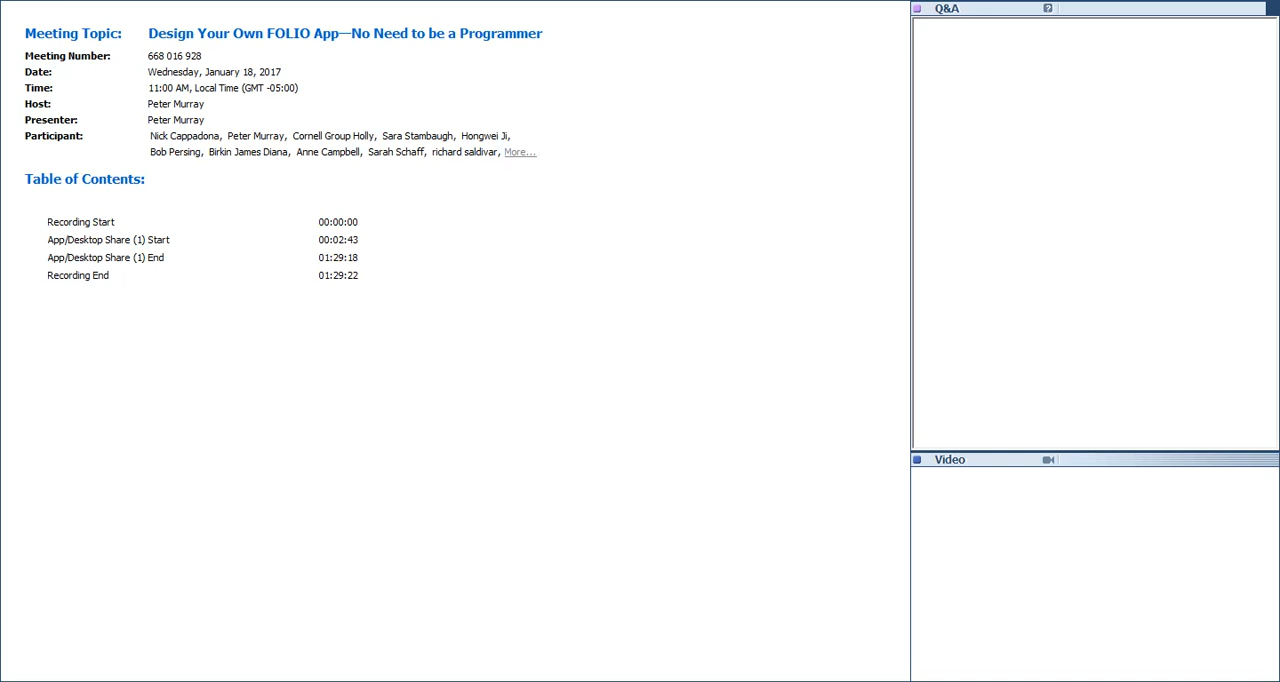 Meeting Topic: Design Your Own FOLIO App—No Need to be a Programmer
Meeting Number: 668 016 928
Date: Wednesday, January 18, 2017
Time: 11:00 AM, Local Time (GMT -05:00)
Host: Peter Murray
Presenter: Peter Murray
Participant: Nick Cappadona, Peter Murray, Cornell Group Holly, Sara Stambaugh, Hongwei Ji,
Bob Persing, Birkin James Diana, Anne Campbell, Sarah Schaff, richard saldivar, More...
Table of Contents:
Recording Start 00:00:00
App/Desktop Share (1) Start 00:02:43
App/Desktop Share (1) End 01:29:18
Recording End 01:29:22
Q&A ?
Video